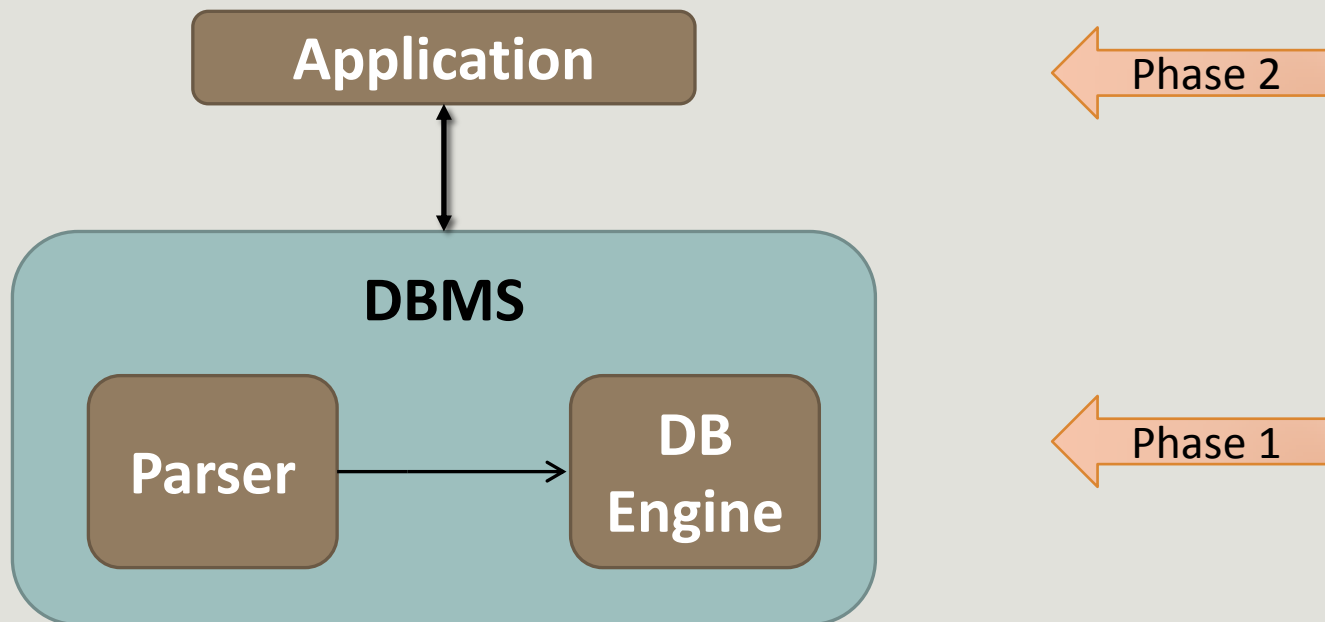 Application
Phase 2
DBMS
Parser
DB
Engine
Phase 1